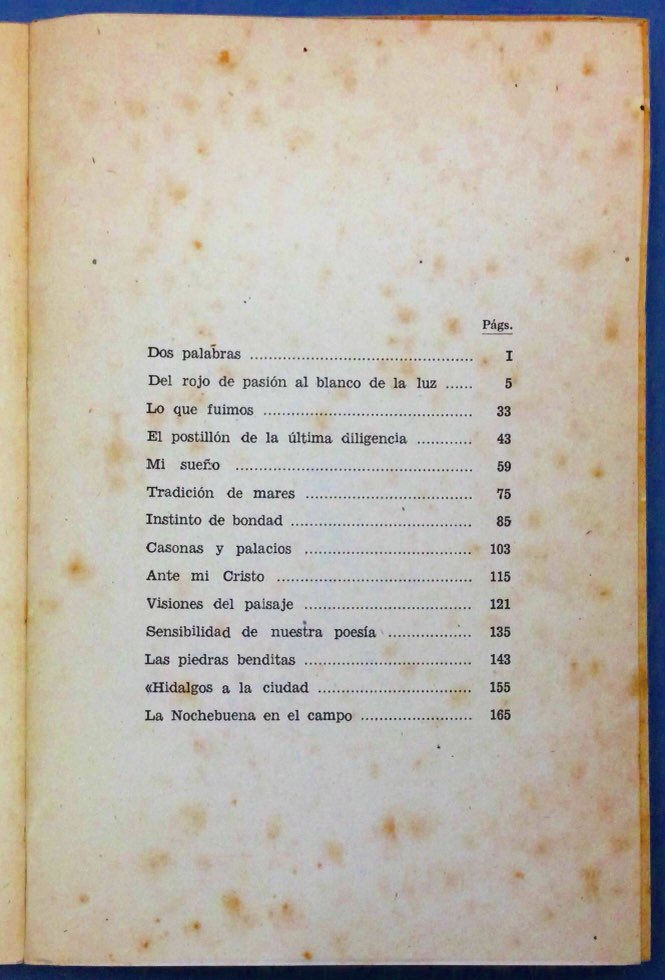 Págs.
Dos palabras ................................................ I
Del rojo de pasión al blanco de la luz ...... 5
Lo que fuimos ............................................. 33
El postillón de la última diligencia ............ 43
Mi sueño ................................................... 59
Tradición de mares .................................... 75
Instinto de bondad ....................................... 85
Casonas y palacios .................................... 103
Ante mi Cristo .......................................... 115
Visiones del paisaje .................................... 121
Sensibilidad de nuestra poesía .................. 135
Las piedras benditas .................................... 143
«Hidalgos a la ciudad ................................. 155
La Nochebuena en el campo ........................ 165